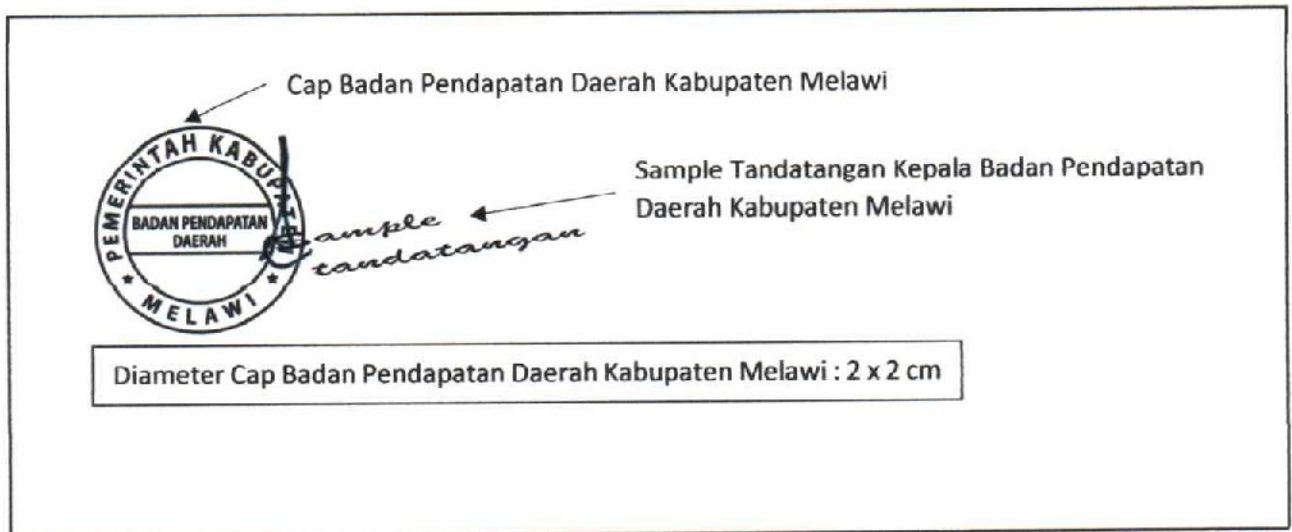 Cap Badan Pendapatan Daerah Kabupaten Melawi
PEMERINTAH KABUPATEN
BADAN PENDAPATAN
DAERAH
MELAWI
Sample Tandatangan Kepala Badan Pendapatan
Daerah Kabupaten Melawi
Sample
tandatangan
Diameter Cap Badan Pendapatan Daerah Kabupaten Melawi : 2 x 2 cm